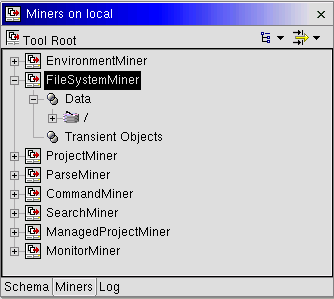 Miners on local
Tool Root
EnvironmentMiner
FileSystemMiner
Data
/
Transient Objects
ProjectMiner
ParseMiner
CommandMiner
SearchMiner
ManagedProjectMiner
MonitorMiner
Schema Miners Log